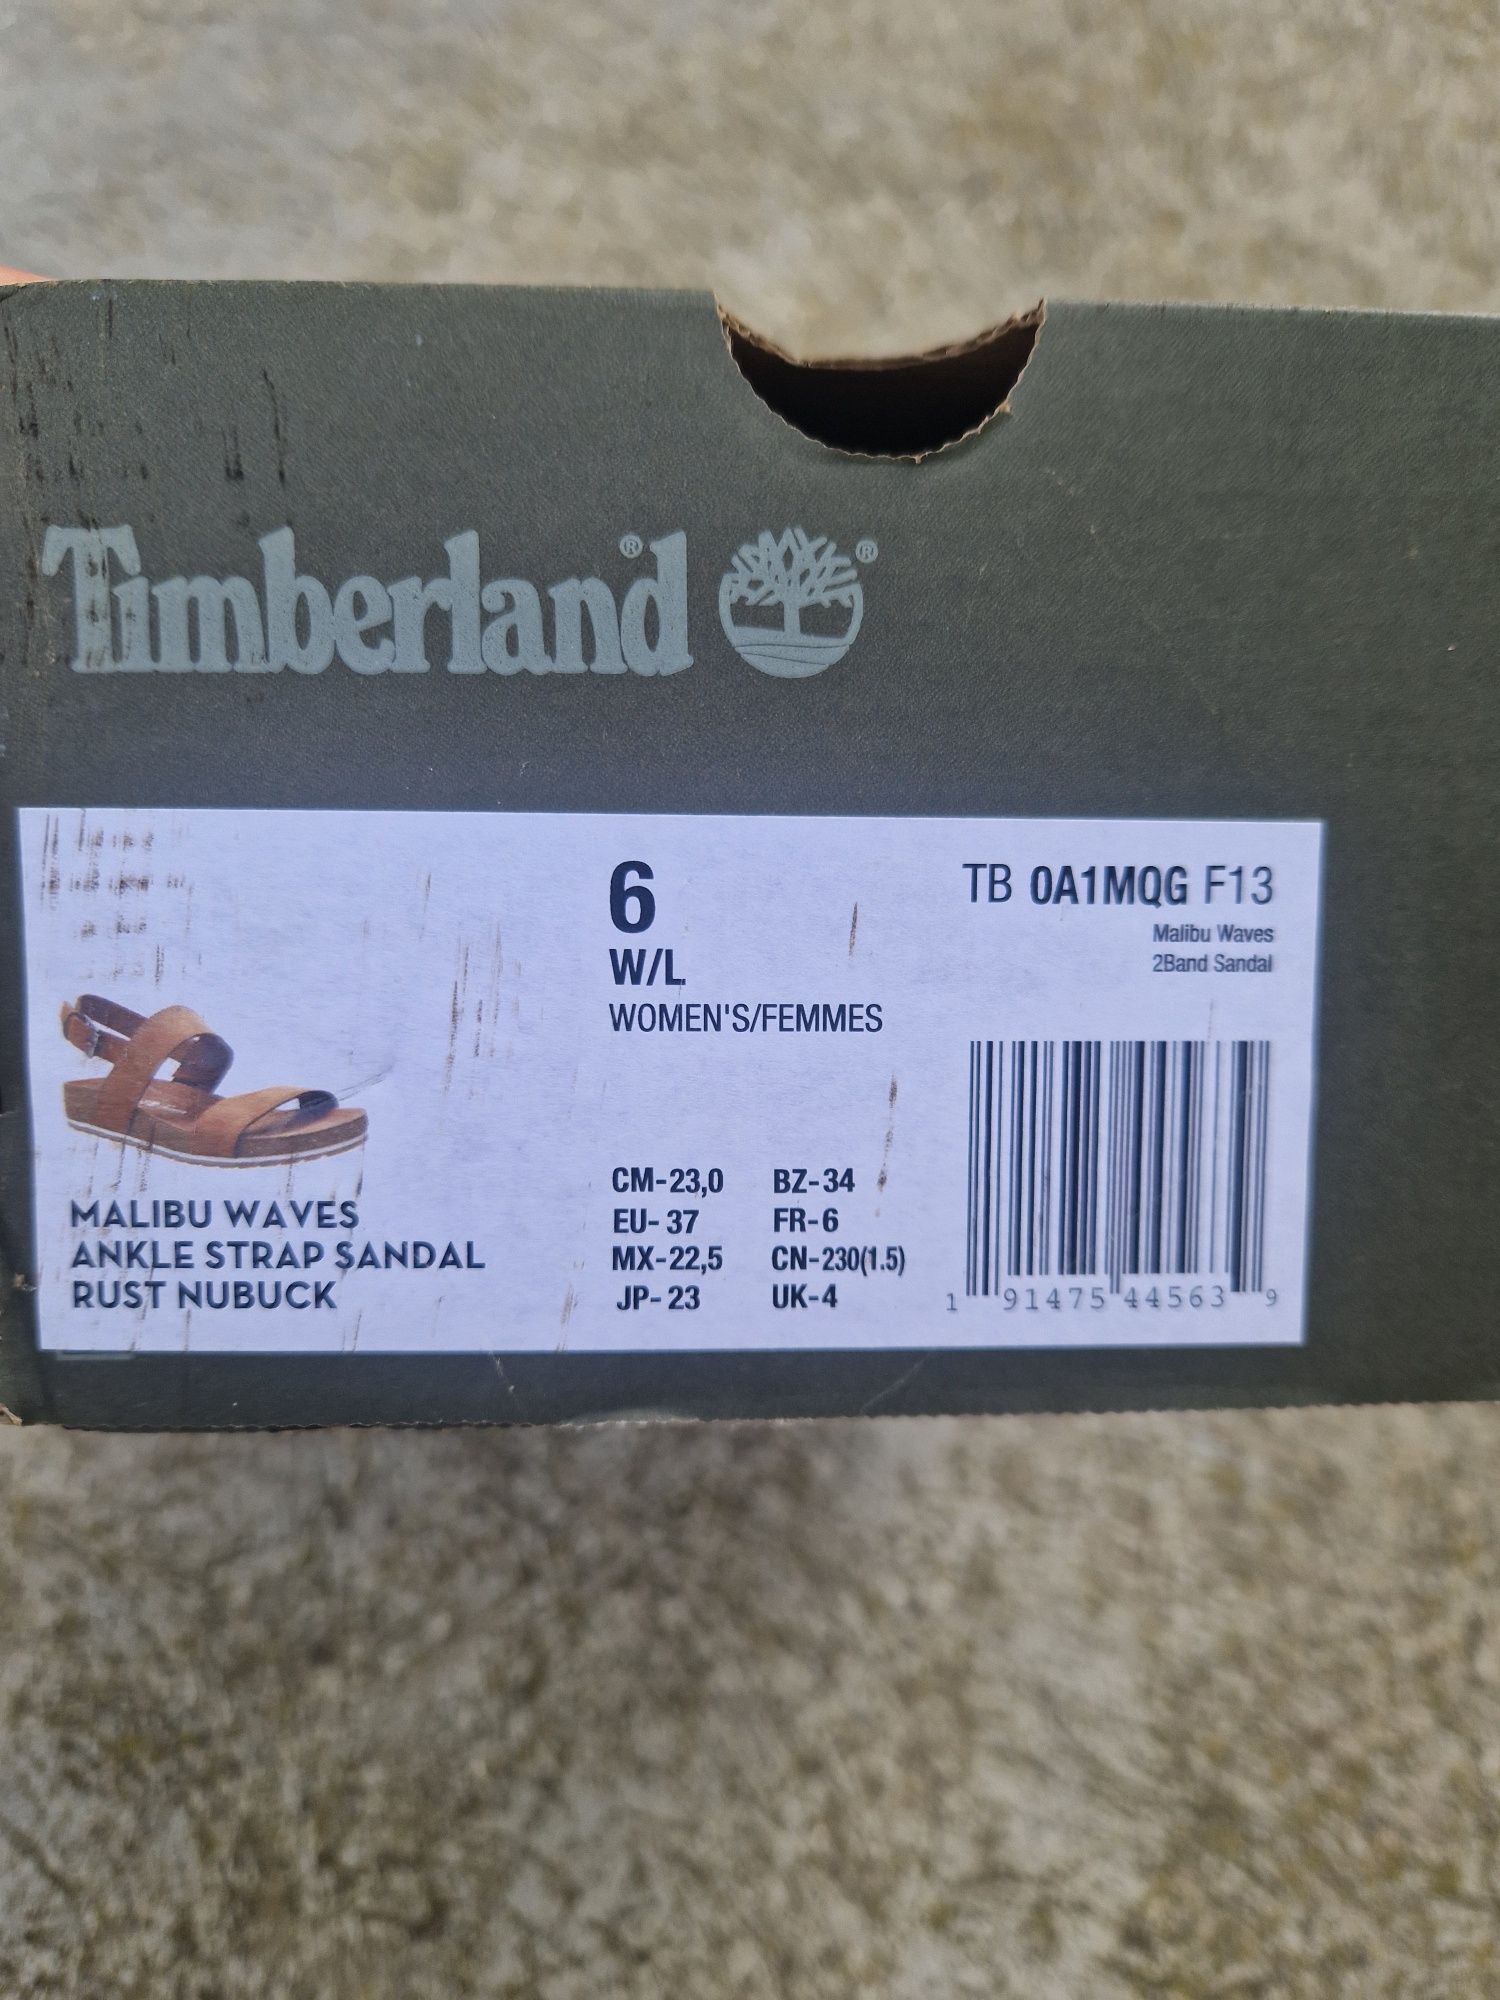 Timberland®®
6
W/L
WOMEN'S/FEMMES
TB 0A1MQG F13
Malibu Waves
2Band Sandal
MALIBU WAVES
ANKLE STRAP SANDAL
RUST NUBUCK
CM-23,0 BZ-34
EU-37 FR-6
MX-22,5 CN-230(1.5)
JP-23 UK-4
1 91475 44563 9